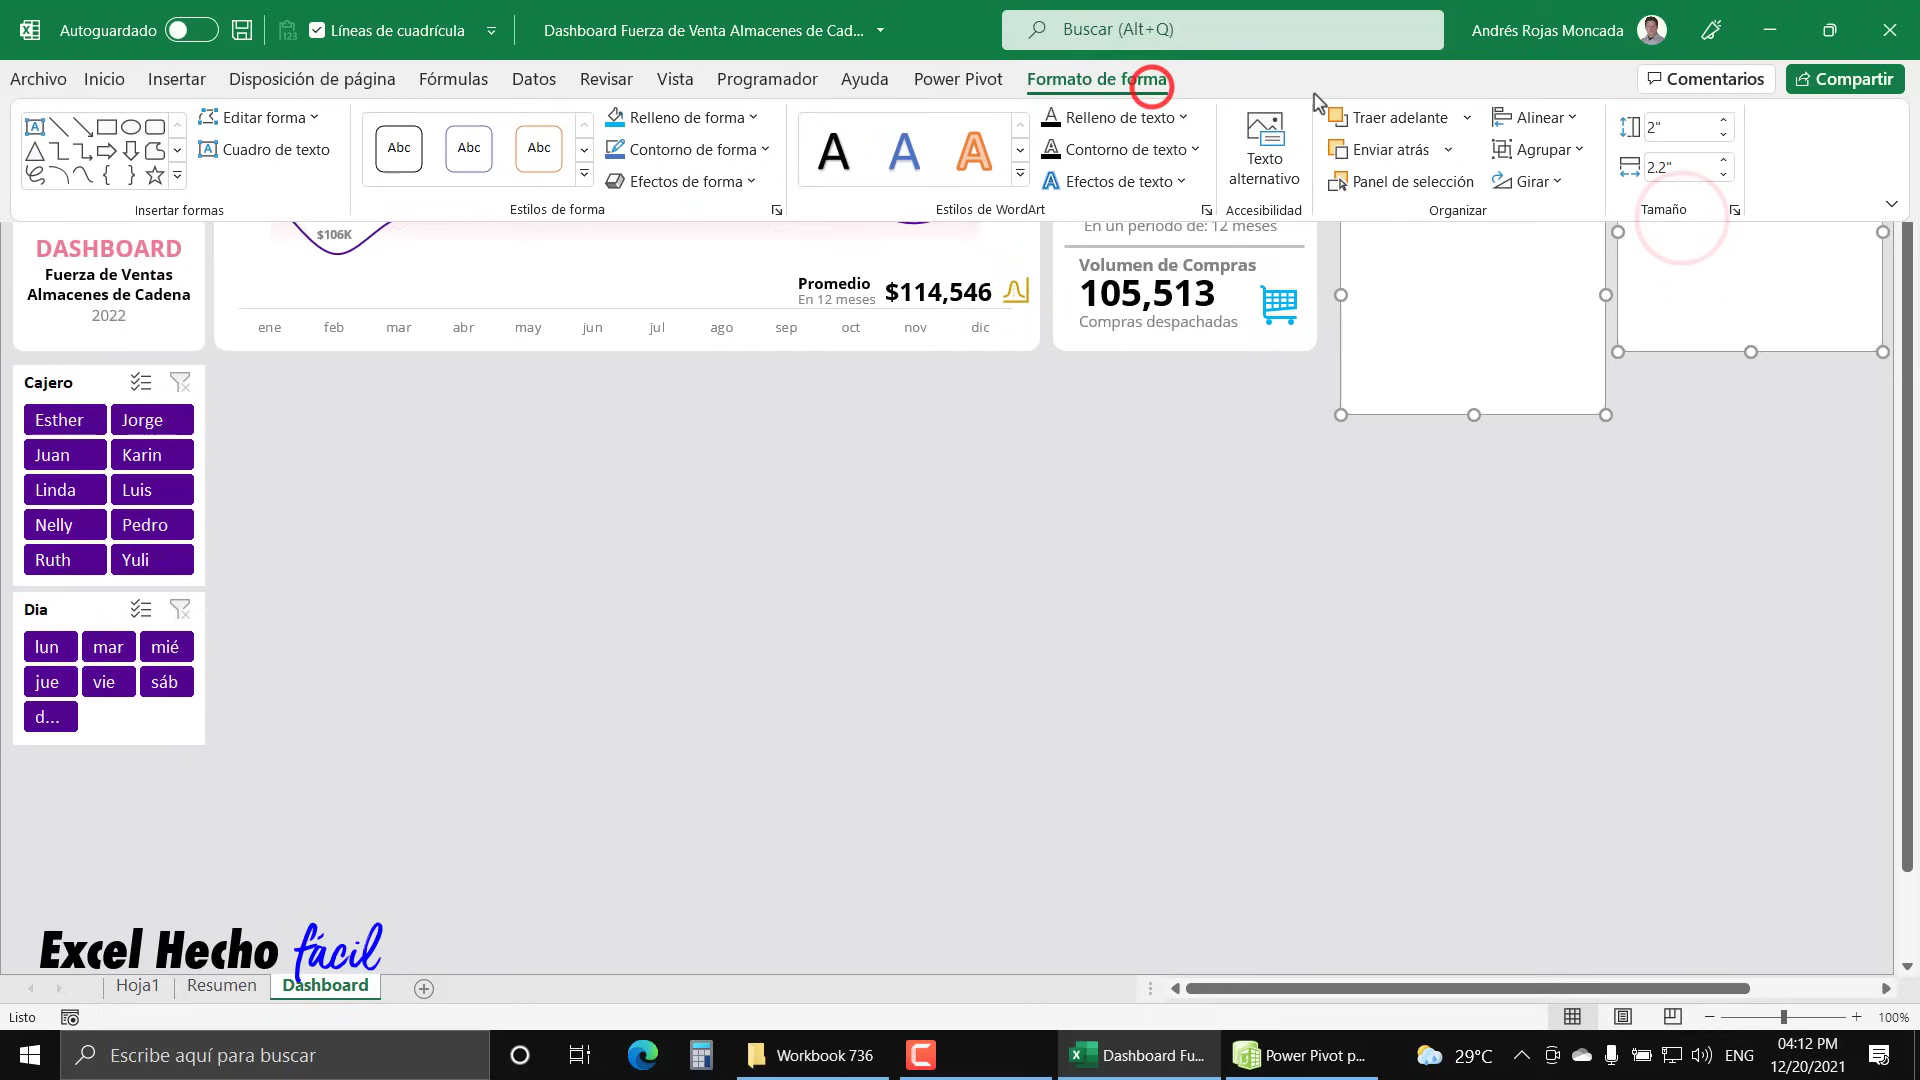 Autoguardado
Líneas de cuadrícula
Dashboard Fuerza de Venta Almacenes de Cad...
Buscar (Alt+Q)
Andrés Rojas Moncada
Archivo Inicio Insertar Disposición de página Fórmulas Datos Revisar Vista Programador Ayuda Power Pivot Formato de forma
Comentarios
Compartir
Editar forma
Cuadro de texto
Insertar formas
Abc Abc Abc
Relleno de forma
Contorno de forma
Efectos de forma
Estilos de forma
A A A
Relleno de texto
Contorno de texto
Efectos de texto
Estilos de WordArt
Texto
alternativo
Accesibilidad
Traer adelante
Enviar atrás
Panel de selección
Alinear
Agrupar
Girar
Organizar
2"
2.2"
Tamaño
DASHBOARD
Fuerza de Ventas
Almacenes de Cadena
2022
$106K
Promedio
En 12 meses
$114,546
ene feb mar abr may jun jul ago sep oct nov dic
En un periodo de: 12 meses
Volumen de Compras
105,513
Compras despachadas
Cajero
Esther Jorge
Juan Karin
Linda Luis
Nelly Pedro
Ruth Yuli
Dia
lun mar mié
jue vie sáb
d...
Excel Hecho fácil
Hoja1 Resumen Dashboard
Listo
100%
Escribe aquí para buscar
Workbook 736
Dashboard Fu...
Power Pivot p...
29°C
ENG
04:12 PM
12/20/2021